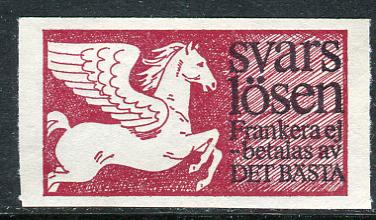 svars
lösen
Frankera ej
- betalas av
DET BÄSTA